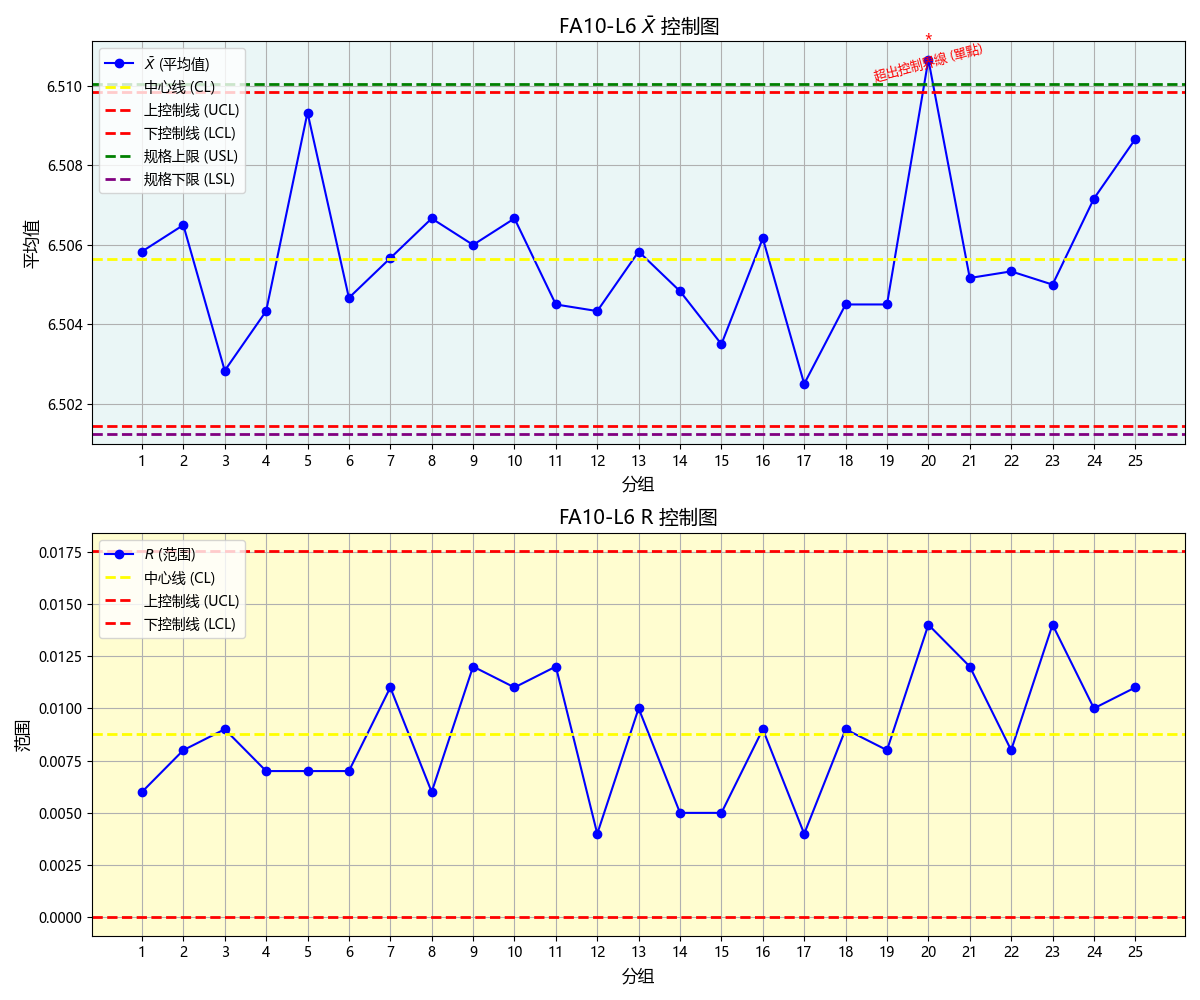 FA10-L6 X̄ 控制图
*
超出控制界線 (單點)
X̄ (平均值)
中心线 (CL)
上控制线 (UCL)
下控制线 (LCL)
规格上限 (USL)
规格下限 (LSL)
平均值
6.510
6.508
6.506
6.504
6.502
1 2 3 4 5 6 7 8 9 10 11 12 13 14 15 16 17 18 19 20 21 22 23 24 25
分组
FA10-L6 R 控制图
R (范围)
中心线 (CL)
上控制线 (UCL)
下控制线 (LCL)
范围
0.0175
0.0150
0.0125
0.0100
0.0075
0.0050
0.0025
0.0000
1 2 3 4 5 6 7 8 9 10 11 12 13 14 15 16 17 18 19 20 21 22 23 24 25
分组